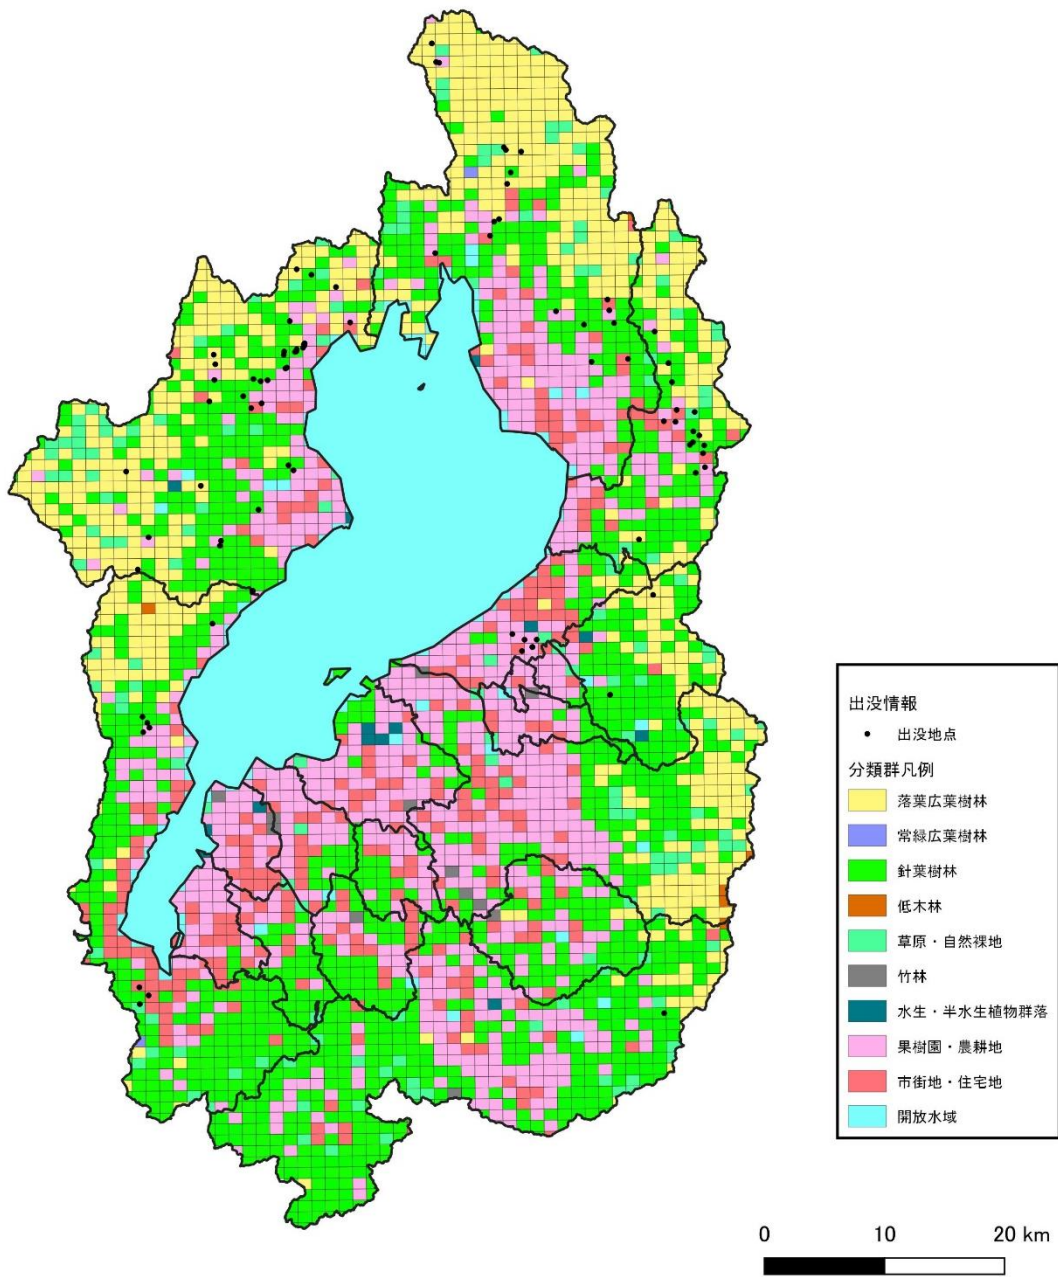 出没情報
出没地点
分類群凡例
落葉広葉樹林
常緑広葉樹林
針葉樹林
低木林
草原・自然裸地
竹林
水生・半水生植物群落
果樹園・農耕地
市街地・住宅地
開放水域
0 10 20 km